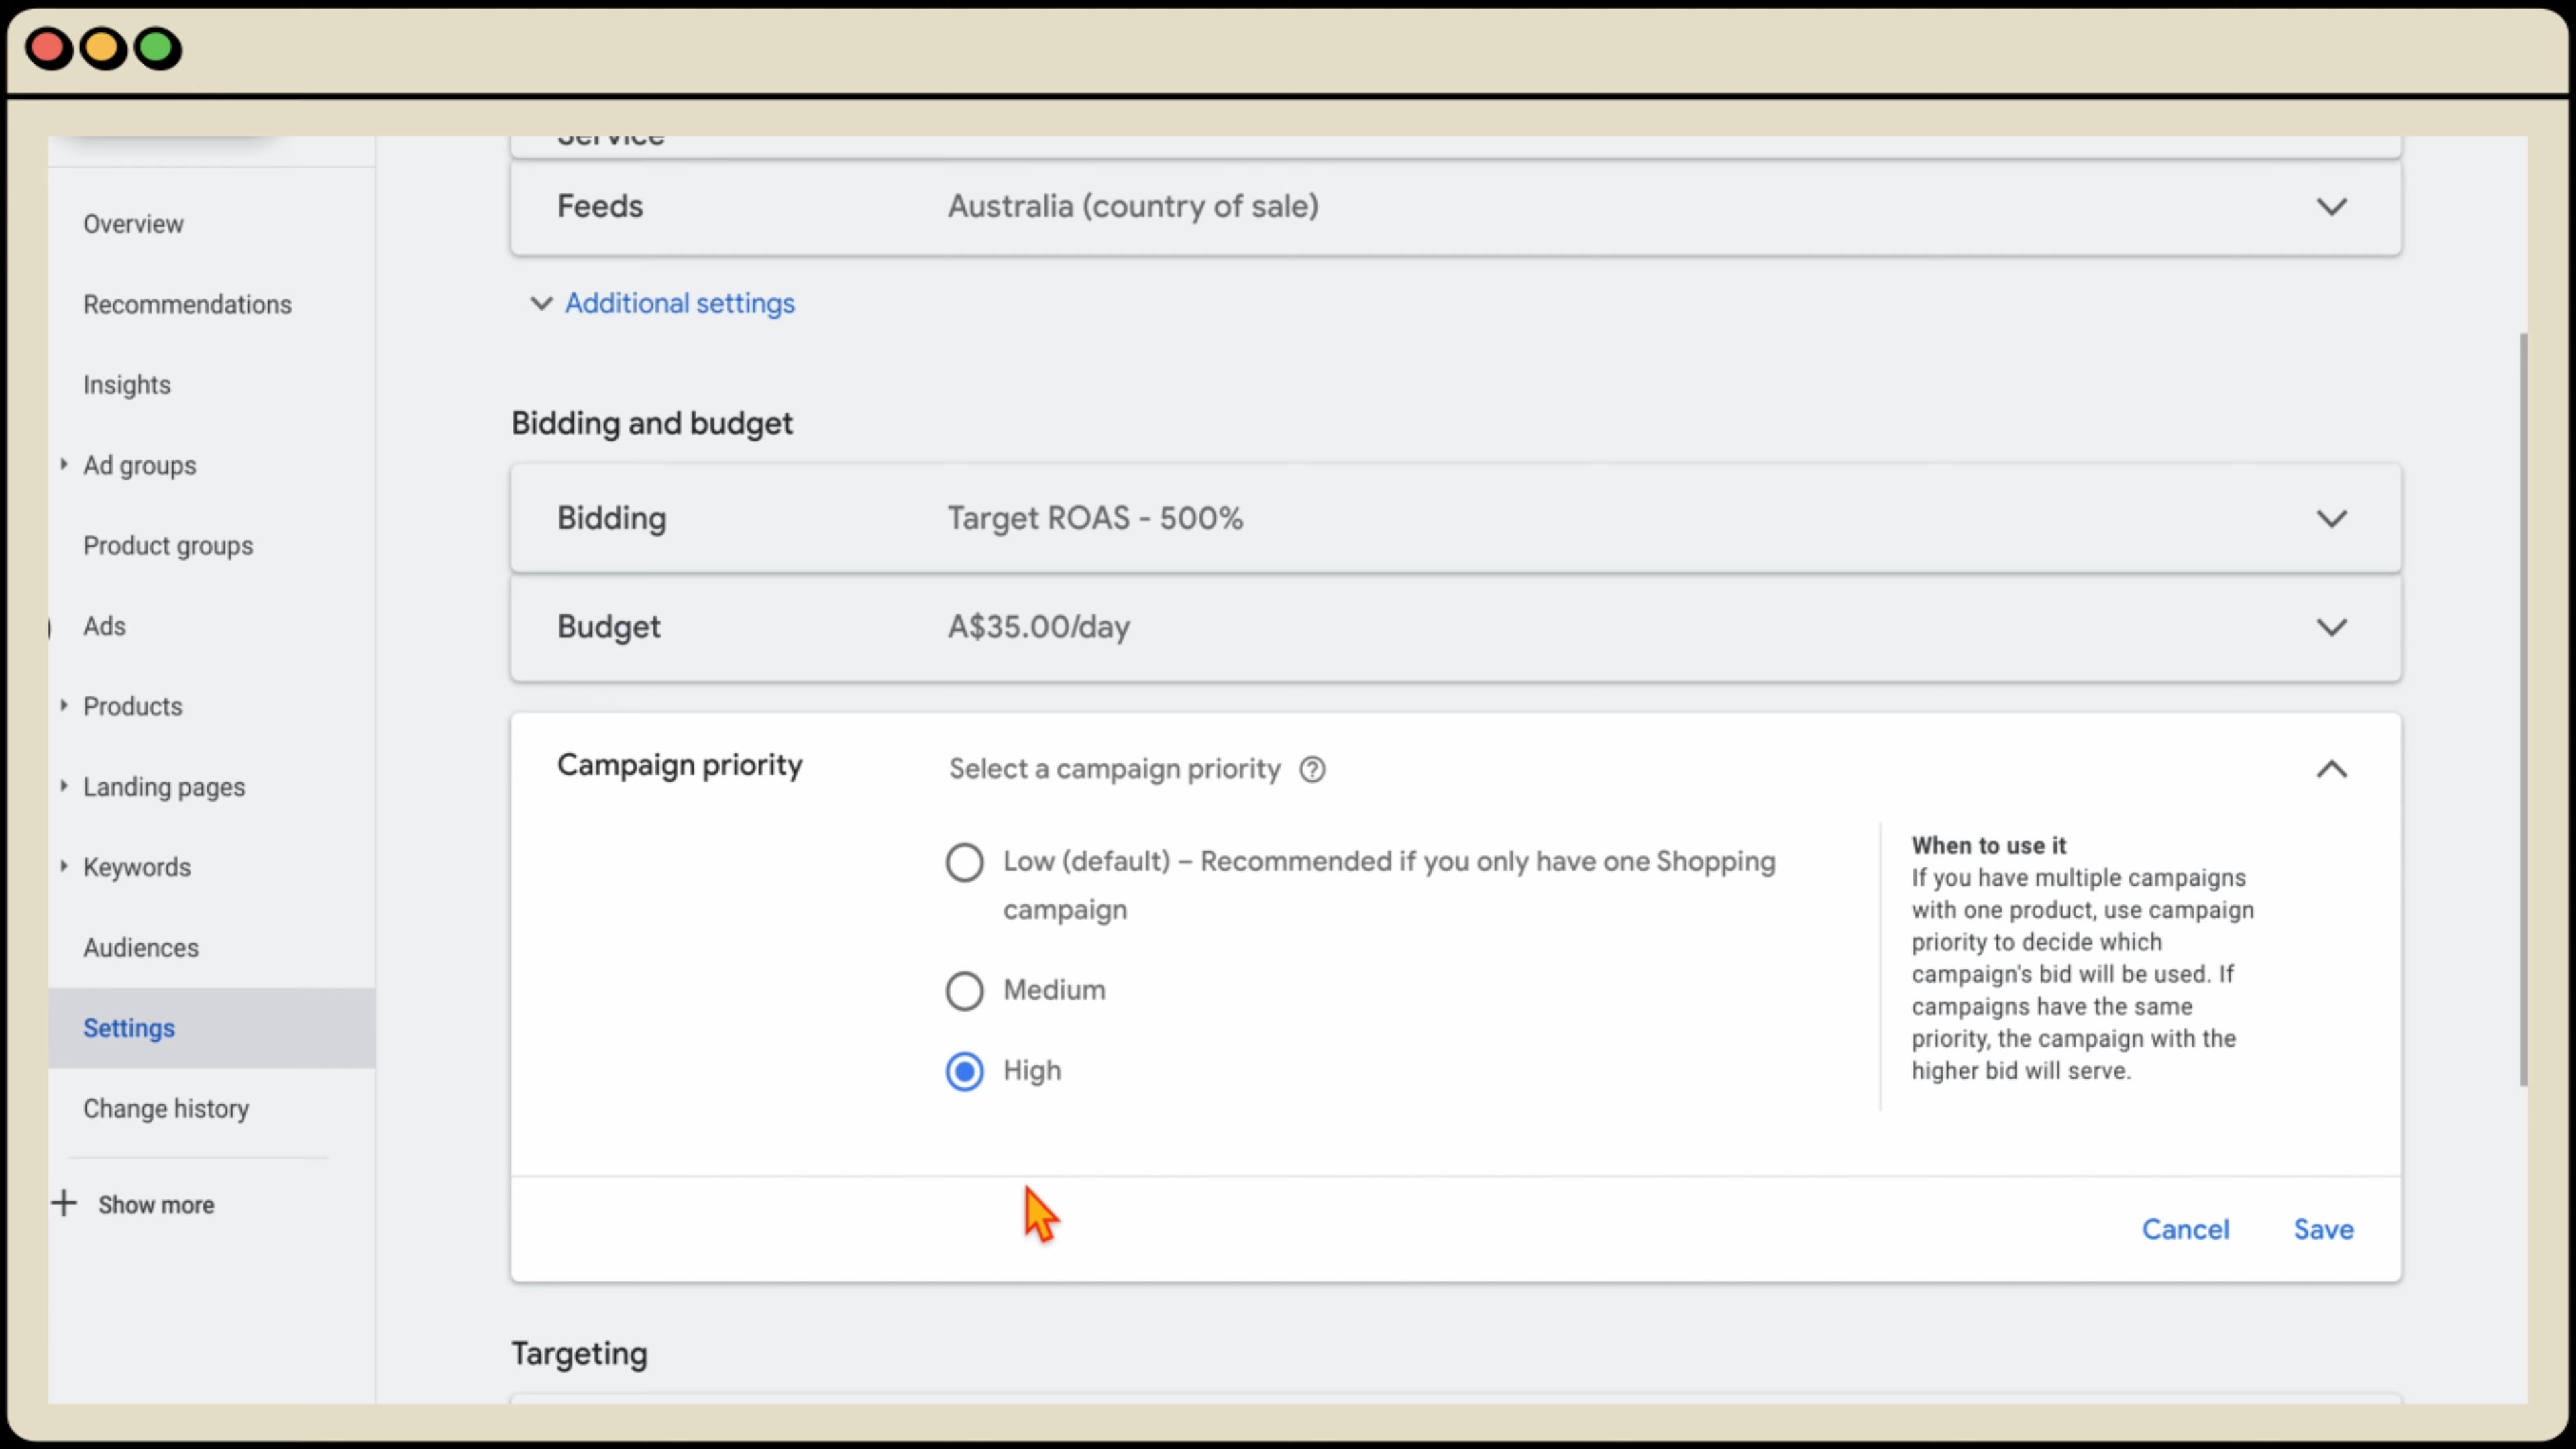 Service
Overview
Recommendations
Insights
Ad groups
Product groups
Ads
Products
Landing pages
Keywords
Audiences
Settings
Change history
Show more
Feeds Australia (country of sale)
Additional settings
Bidding and budget
Bidding Target ROAS - 500%
Budget A$35.00/day
Campaign priority Select a campaign priority
Low (default) – Recommended if you only have one Shopping
campaign
Medium
High
When to use it
If you have multiple campaigns
with one product, use campaign
priority to decide which
campaign's bid will be used. If
campaigns have the same
priority, the campaign with the
higher bid will serve.
Cancel Save
Targeting